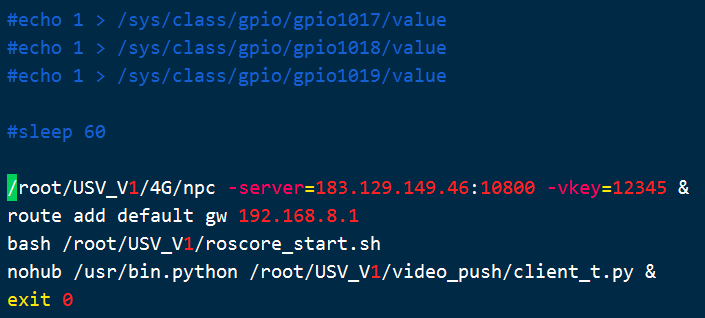 #echo 1 > /sys/class/gpio/gpio1017/value
#echo 1 > /sys/class/gpio/gpio1018/value
#echo 1 > /sys/class/gpio/gpio1019/value
#sleep 60
/root/USV_V1/4G/npc -server=183.129.149.46:10800 -vkey=12345 &
route add default gw 192.168.8.1
bash /root/USV_V1/roscore_start.sh
nohub /usr/bin.python /root/USV_V1/video_push/client_t.py &
exit 0